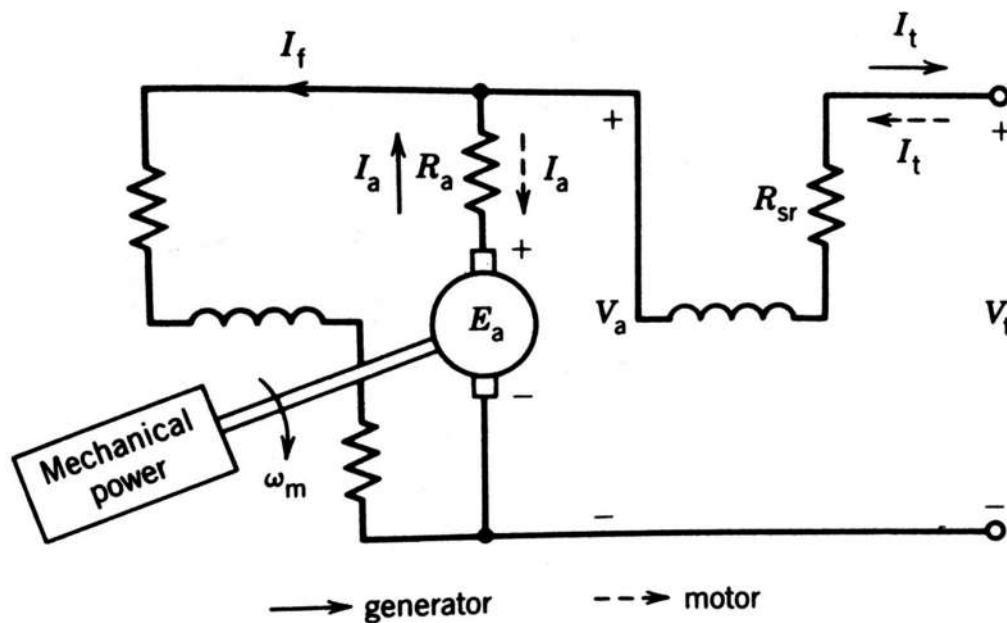 I_f
I_t
I_t
+
+
I_a
R_a
I_a
R_sr
+
E_a
V_a
V_t
−
Mechanical
power
ω_m
−
−
generator
motor